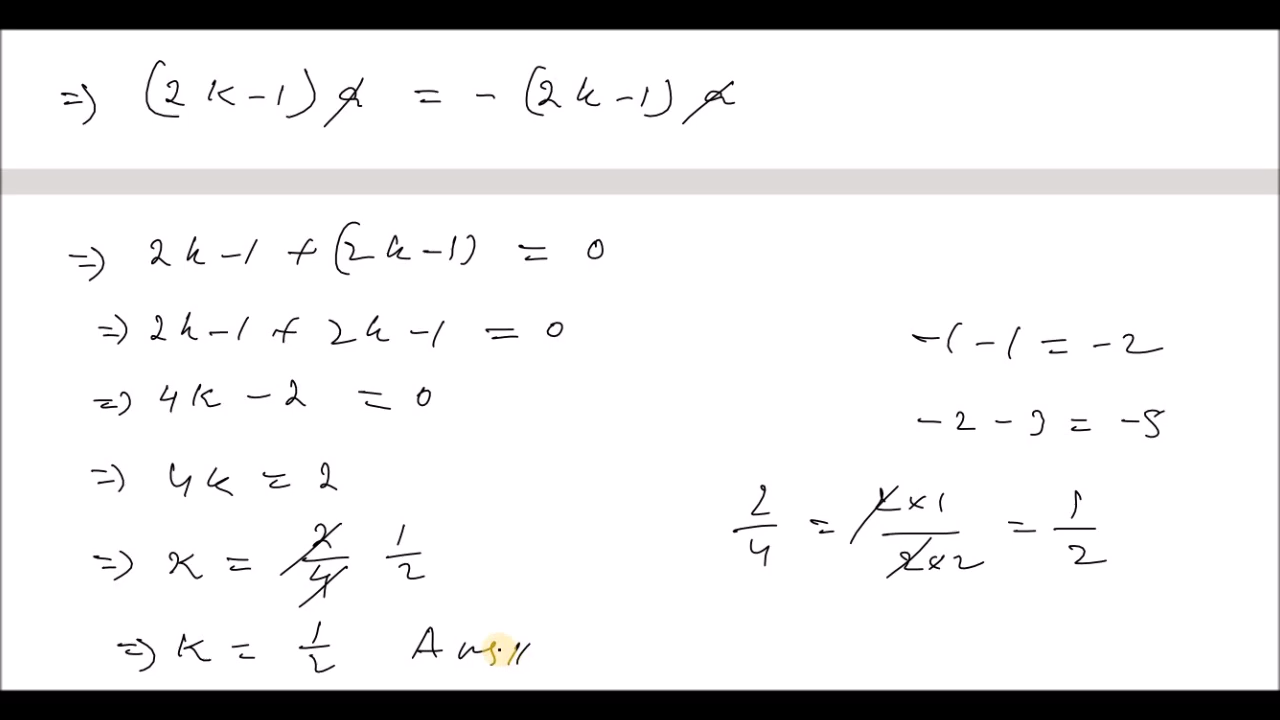 => (2k-1)α = -(2k-1)α
=> 2k-1+(2k-1) = 0
=> 2k-1+2k-1 = 0
=> 4k-2 = 0
=> 4k = 2
=> k = 2/4 1/2
=> k = 1/2 Ans.//
-1-1 = -2
-2-3 = -5
2/4 = 2×1/2×2 = 1/2